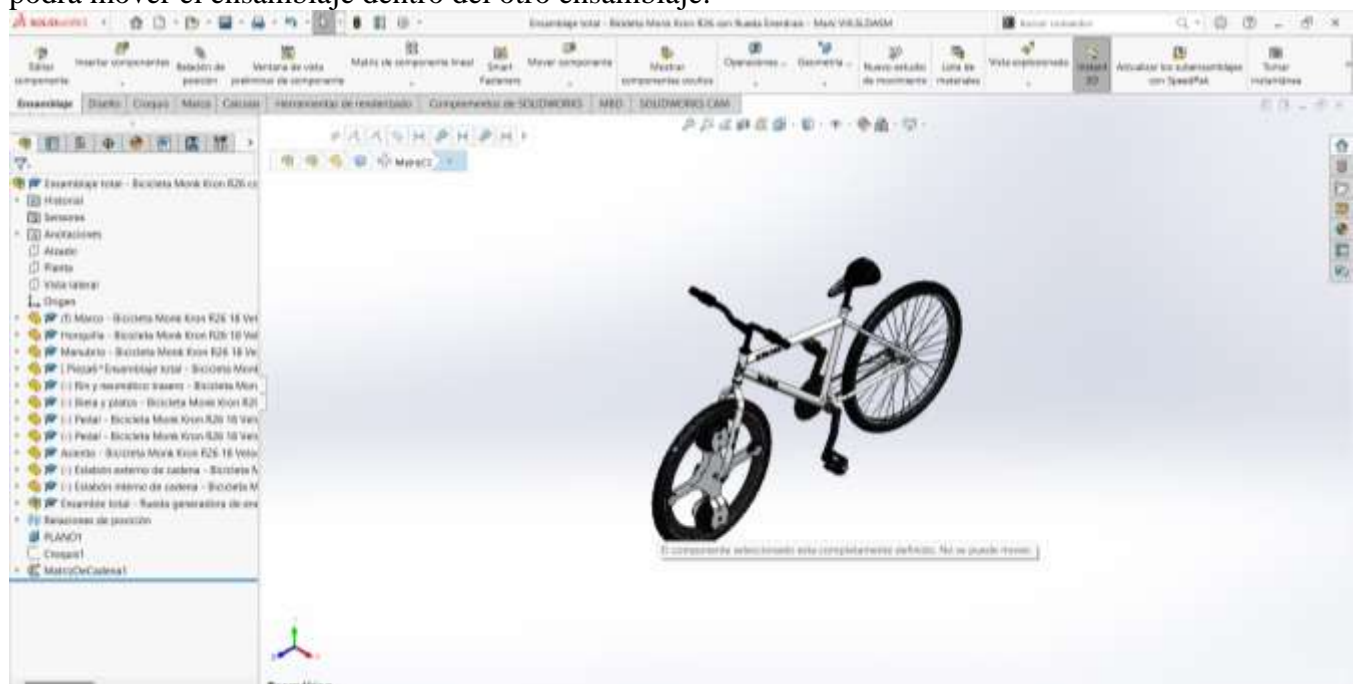 podrá mover el ensamblaje dentro del otro ensamblaje.
SOLIDWORKS
Ensamblaje total - Bicicleta Monk Kron R26 con Rueda
Editar componente
Insertar componentes
Relación de posición
Ventana de vista preliminar de componente
Matriz de componente lineal
Smart Fasteners
Mover componente
Mostrar componentes ocultos
Operaciones
Geometría
Nuevo estudio de movimiento
Lista de materiales
Vista explosionada
Instant 3D
Actualizar los subensamblajes con SpeedPak
Tomar instantánea
Ensamblaje Diseño Croquis Marca Calcular Herramientas de renderizado Complementos de SOLIDWORKS MBD SOLIDWORKS CAM
Ensamblaje total - Bicicleta Monk Kron R26 co
Historial
Sensores
Anotaciones
Alzado
Planta
Vista lateral
Origen
(f) Marco - Bicicleta Monk Kron R26 18 Vel
Horquilla - Bicicleta Monk Kron R26 18 Vel
Manubrio - Bicicleta Monk Kron R26 18 Ve
[ Pieza6^Ensamblaje total - Bicicleta Monk
(-) Rin y neumático trasero - Bicicleta Mon
(-) Biela y platos - Bicicleta Monk Kron R26
(-) Pedal - Bicicleta Monk Kron R26 18 Velo
(-) Pedal - Bicicleta Monk Kron R26 18 Velo
Asiento - Bicicleta Monk Kron R26 18 Veloc
(-) Eslabón externo de cadena - Bicicleta M
(-) Eslabón interno de cadena - Bicicleta M
Ensamble total - Rueda generadora de ene
Relaciones de posición
PLANO1
Croquis1
MatrizDeCadena1
El componente seleccionado está completamente definido. No se puede mover.